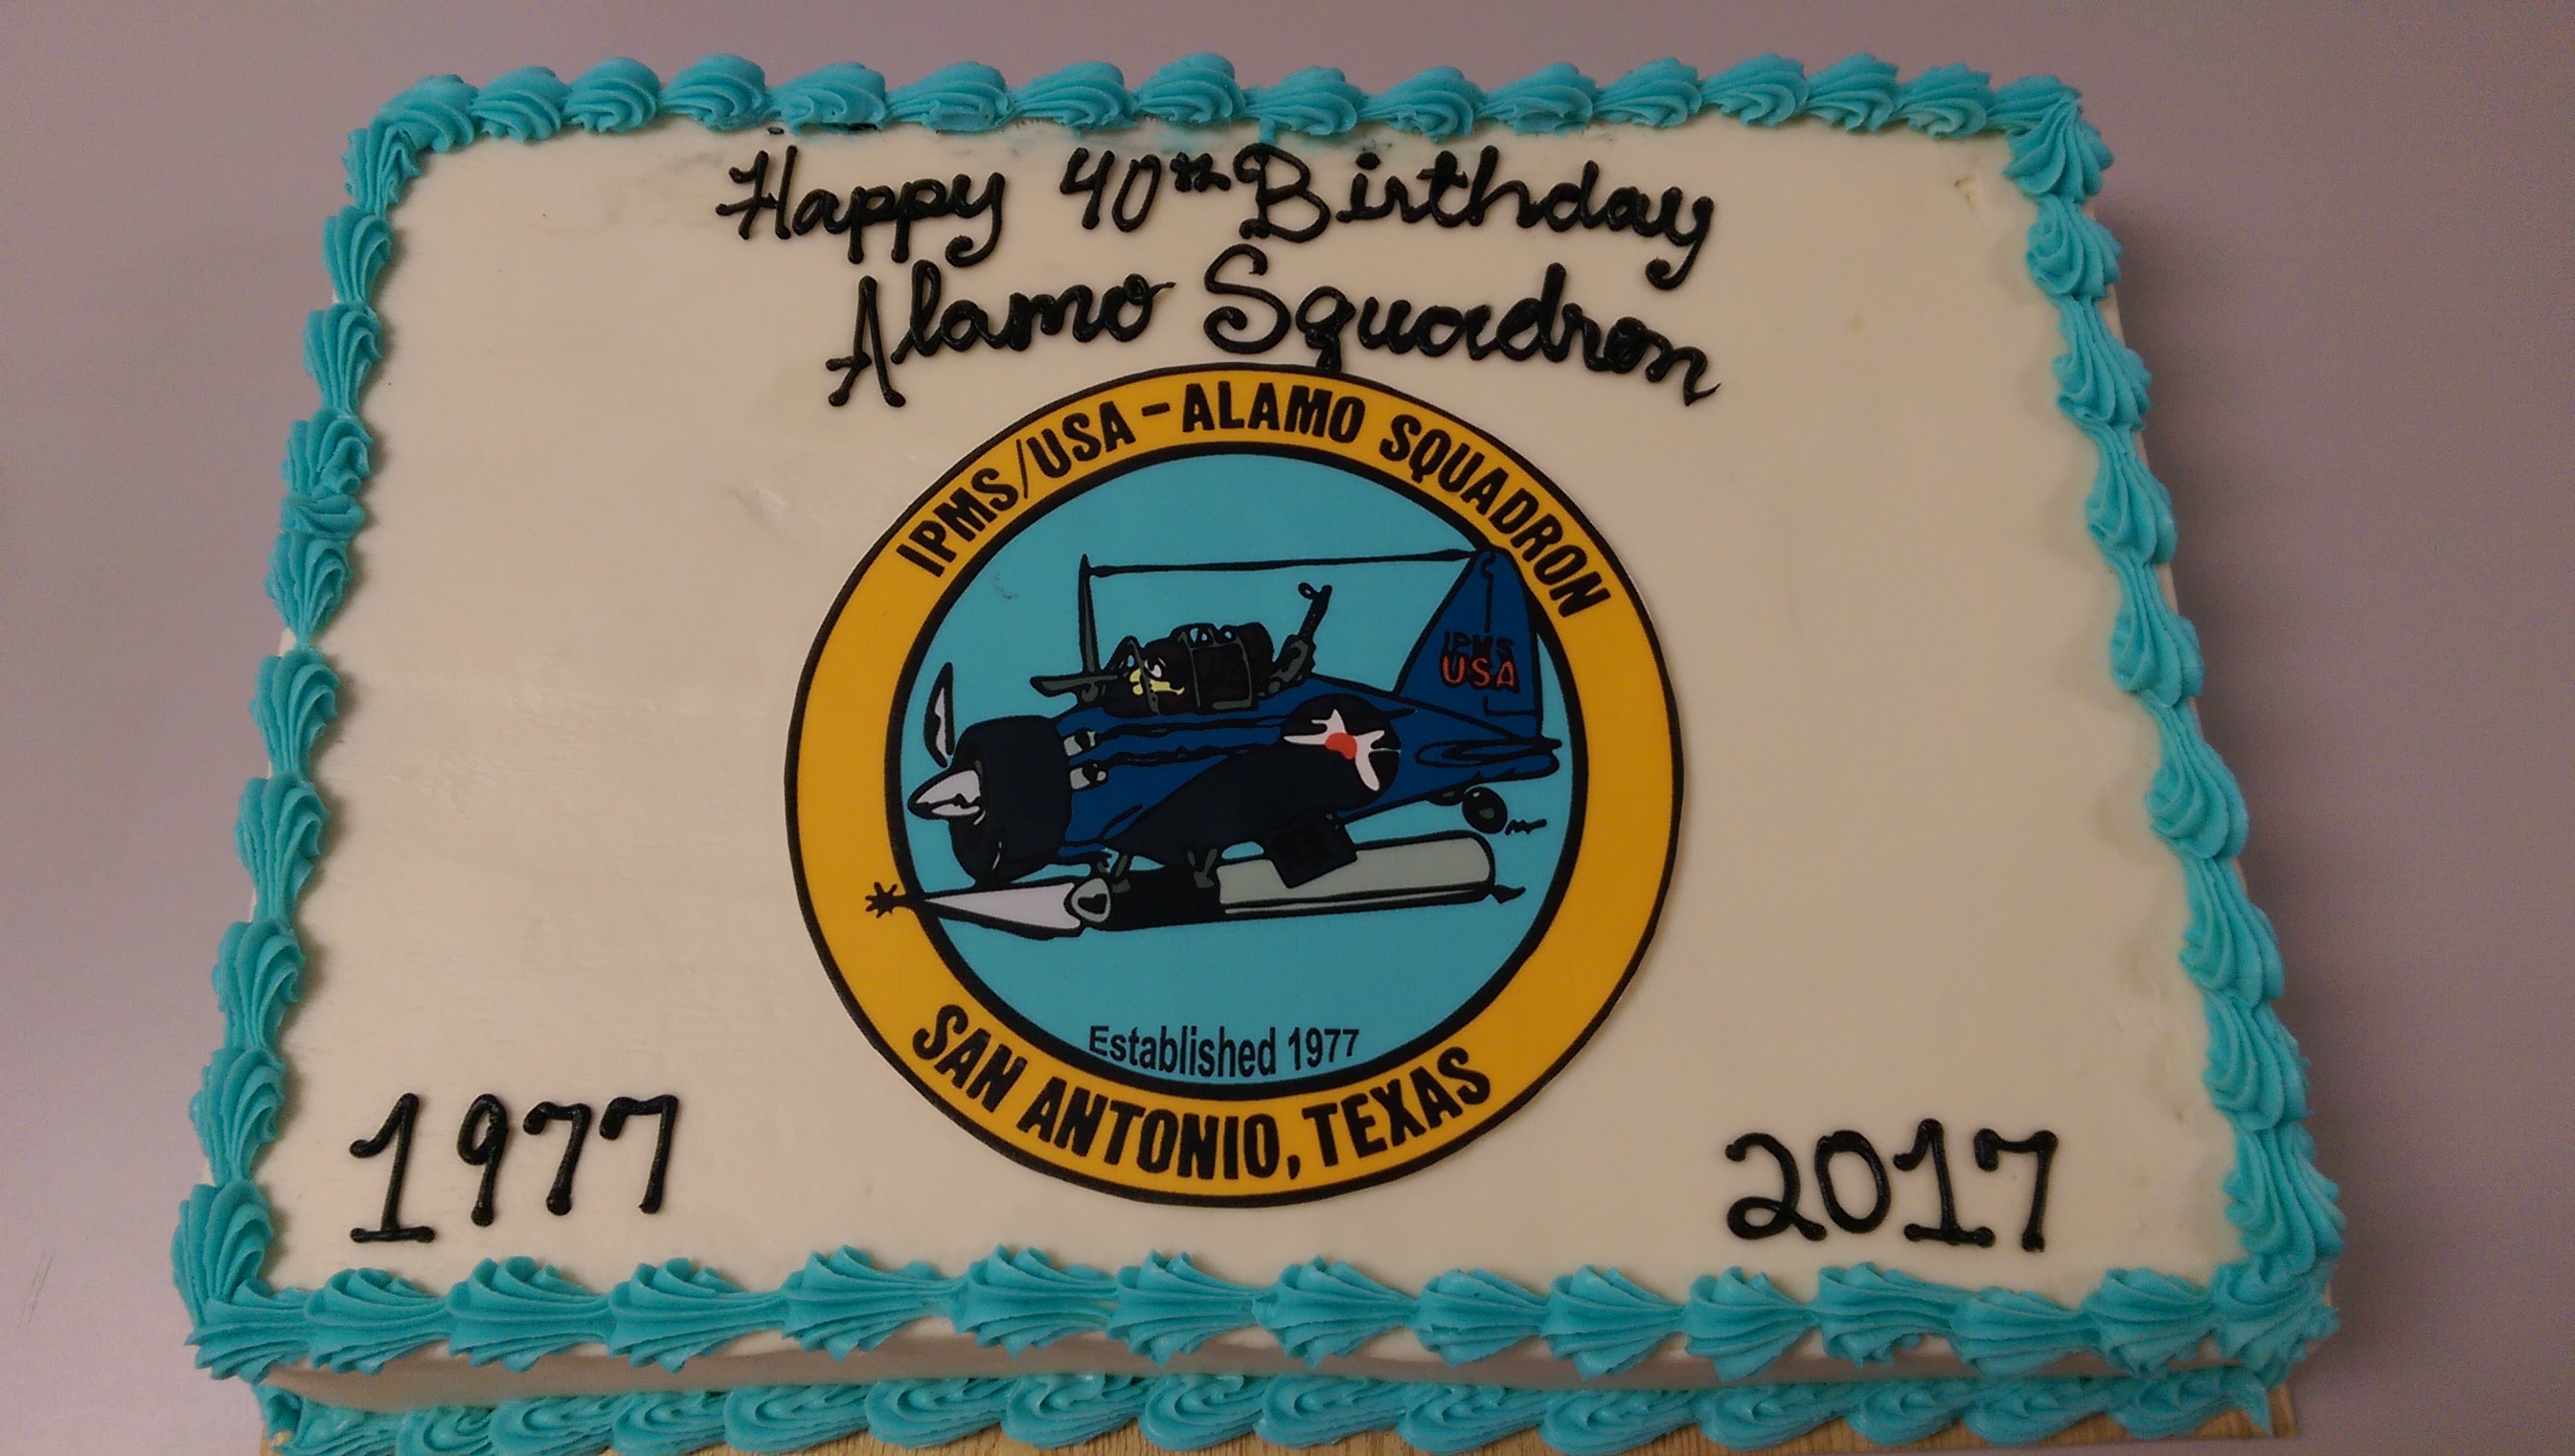 Happy 40th Birthday
Alamo Squadron
IPMS/USA - ALAMO SQUADRON
IPMS
USA
Established 1977
SAN ANTONIO, TEXAS
1977
2017